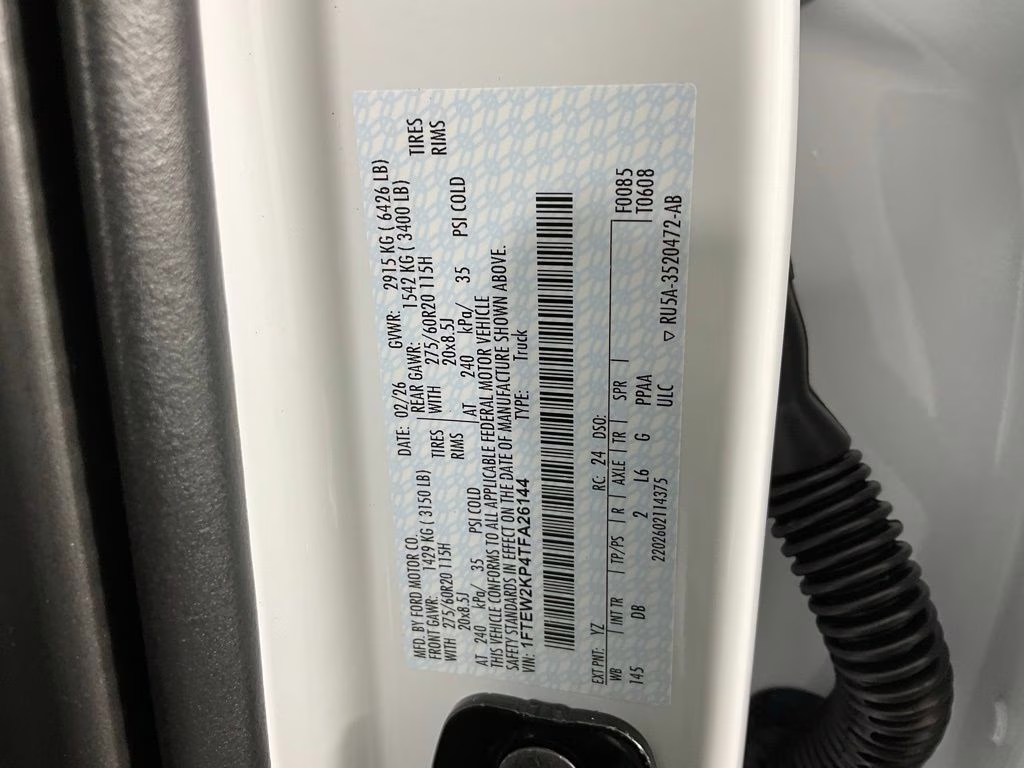 MFD. BY FORD MOTOR CO.
DATE: 02/26 GVWR: 2915 KG ( 6426 LB)
FRONT GAWR: 1429 KG ( 3150 LB)
REAR GAWR: 1542 KG ( 3400 LB)
WITH 275/60R20 115H TIRES
WITH 275/60R20 115H TIRES
20x8.5J RIMS
20x8.5J RIMS
AT 240 kPa/ 35 PSI COLD
AT 240 kPa/ 35 PSI COLD
THIS VEHICLE CONFORMS TO ALL APPLICABLE FEDERAL MOTOR VEHICLE
SAFETY STANDARDS IN EFFECT ON THE DATE OF MANUFACTURE SHOWN ABOVE.
VIN: 1FTEW2KP4TFA26144 TYPE: Truck
EXT PNT: YZ RC: 24 DSO: F0085
WB INT TR TP/PS R AXLE TR SPR T0608
145 DB 2 L6 G PPAA
22026021 14375 ULC
▽ RU5A-3520472-AB